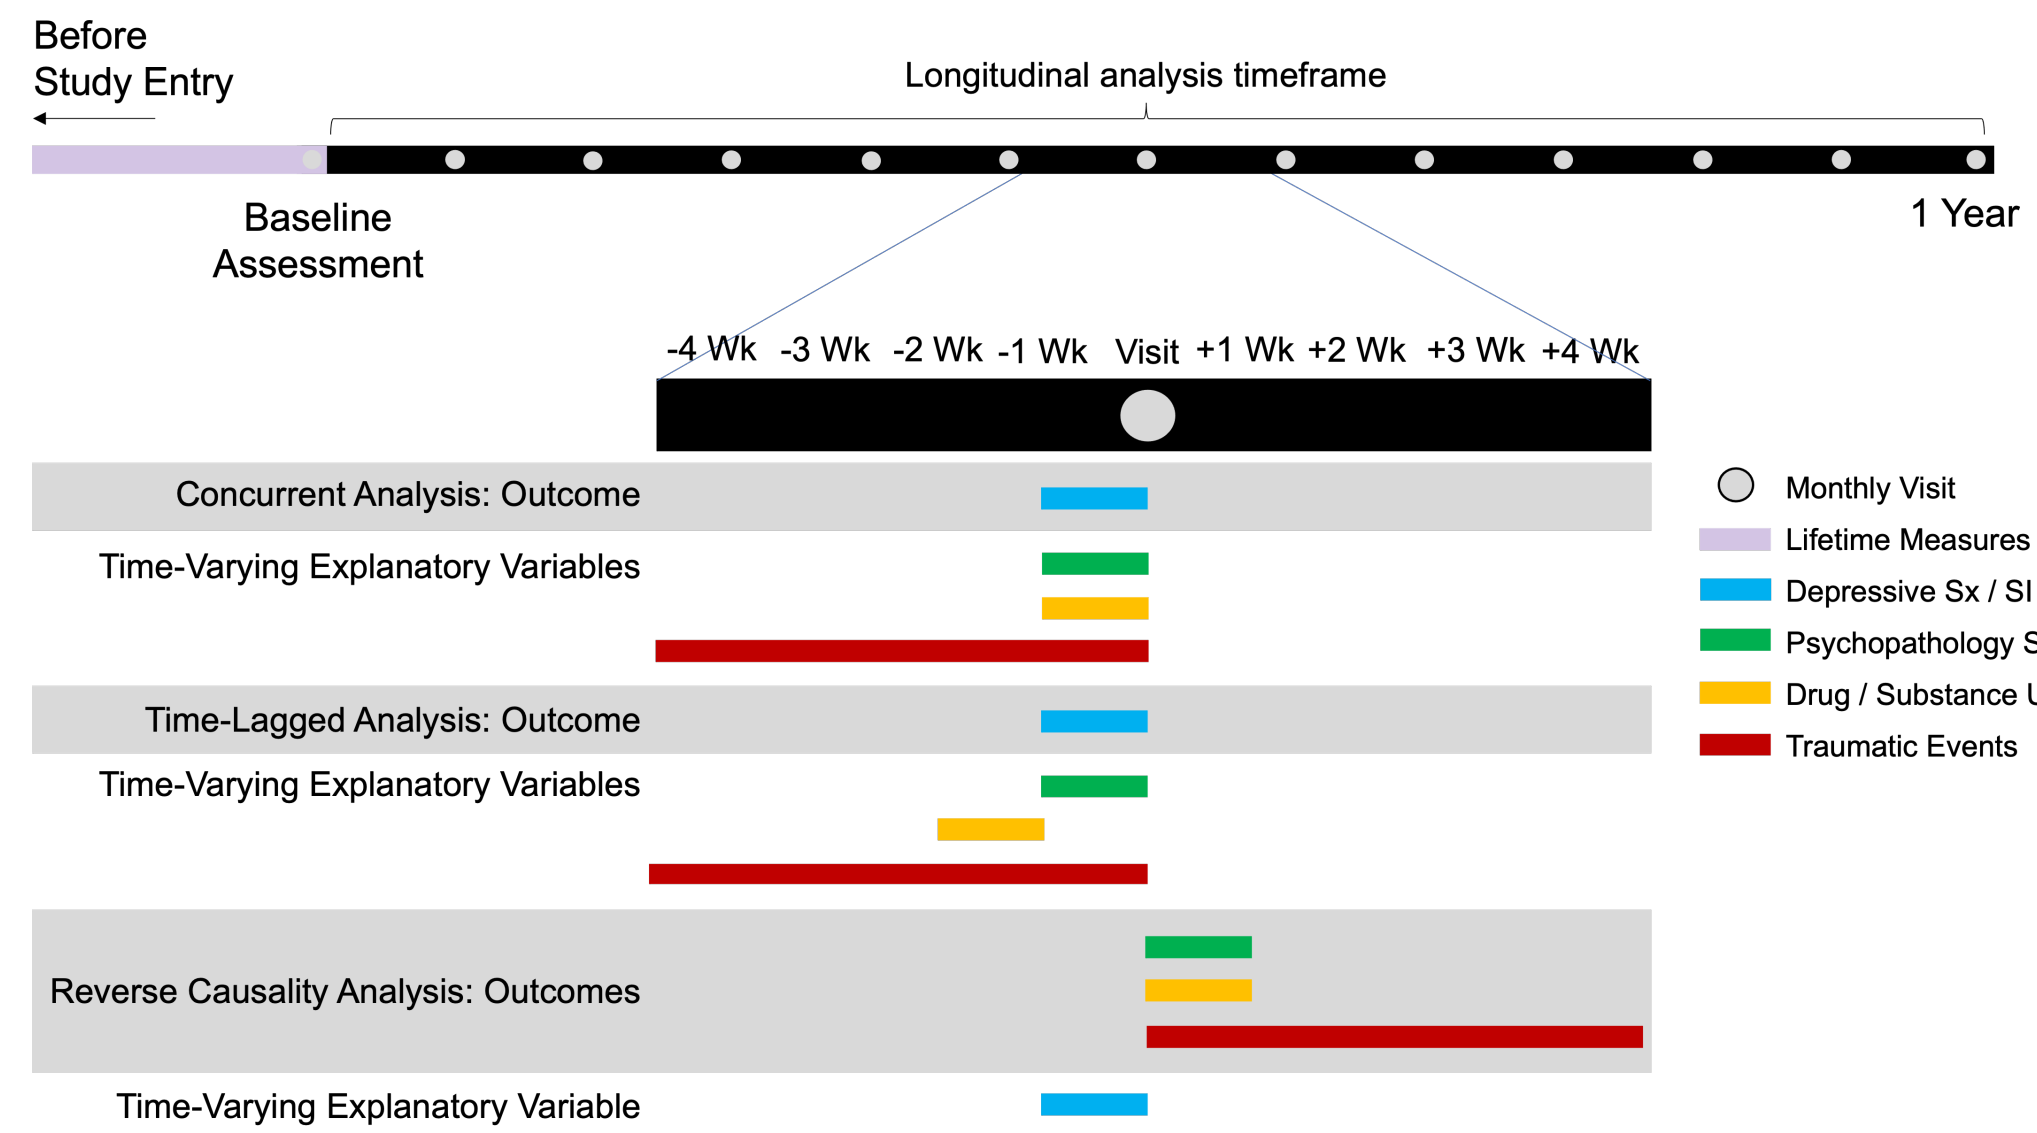 Before
Study Entry
Longitudinal analysis timeframe
Baseline
Assessment
1 Year
-4 Wk -3 Wk -2 Wk -1 Wk Visit +1 Wk +2 Wk +3 Wk +4 Wk
Concurrent Analysis: Outcome
Time-Varying Explanatory Variables
Time-Lagged Analysis: Outcome
Time-Varying Explanatory Variables
Reverse Causality Analysis: Outcomes
Time-Varying Explanatory Variable
Monthly Visit
Lifetime Measures
Depressive Sx / SI
Psychopathology
Drug / Substance
Traumatic Events